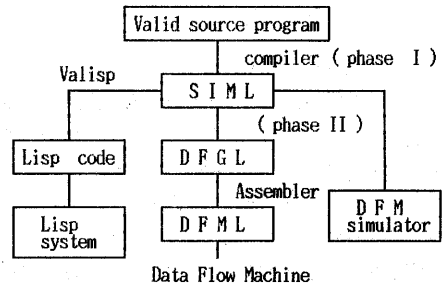 Valid source program
compiler ( phase I )
Valisp
S I M L
( phase II )
Lisp code
D F G L
Assembler
Lisp
system
D F M L
D F M
simulator
Data Flow Machine